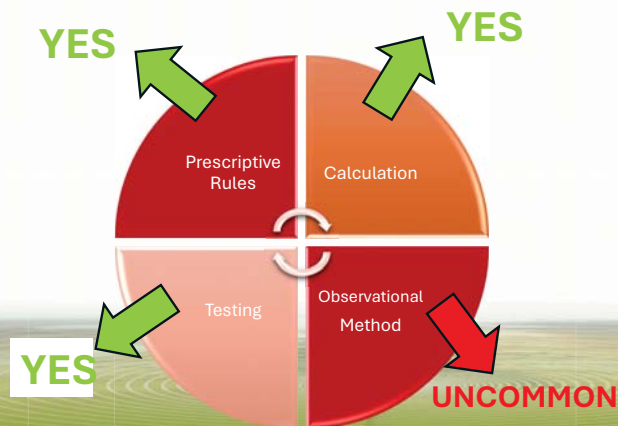 YES
YES
Prescriptive
Rules
Calculation
Testing
Observational
Method
YES
UNCOMMON